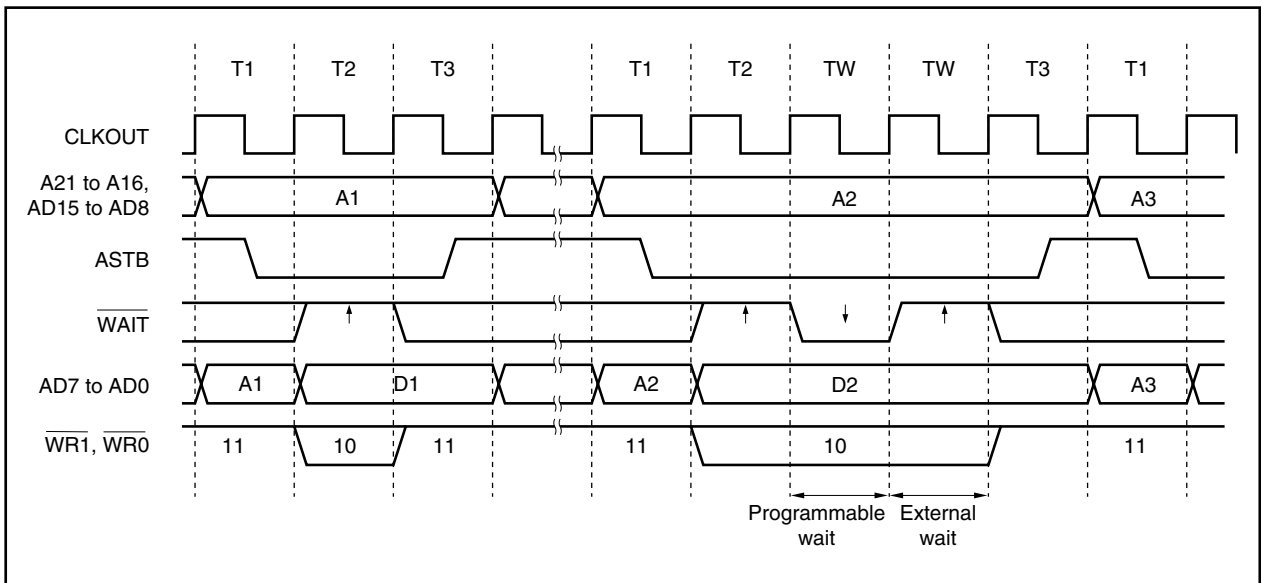 T1 T2 T3 T1 T2 TW TW T3 T1
CLKOUT
A21 to A16,
AD15 to AD8
A1 A2 A3
ASTB
WAIT
AD7 to AD0 A1 D1 A2 D2 A3
WR1, WR0 11 10 11 11 10 11
Programmable
wait
External
wait